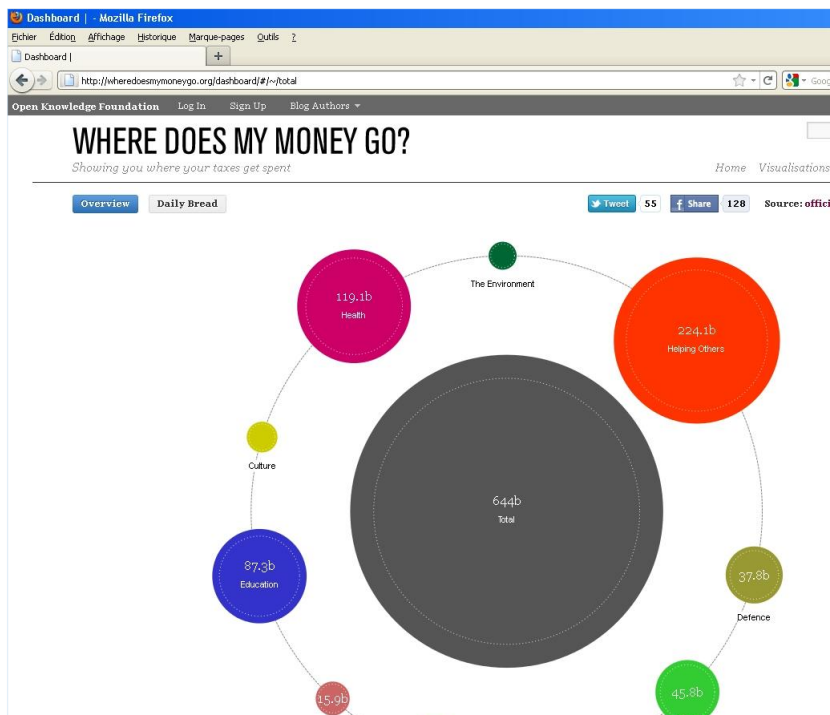 Dashboard | - Mozilla Firefox
Fichier Édition Affichage Historique Marque-pages Outils ?
Dashboard | +
http://wheredoesmymoneygo.org/dashboard/#/~/total Goog
Open Knowledge Foundation Log In Sign Up Blog Authors
WHERE DOES MY MONEY GO?
Showing you where your taxes get spent
Home Visualisations
Overview Daily Bread Tweet 55 Share 128 Source: offici
The Environment
119.1b
Health
224.1b
Helping Others
Culture
644b
Total
87.3b
Education
37.8b
Defence
15.9b
45.8b